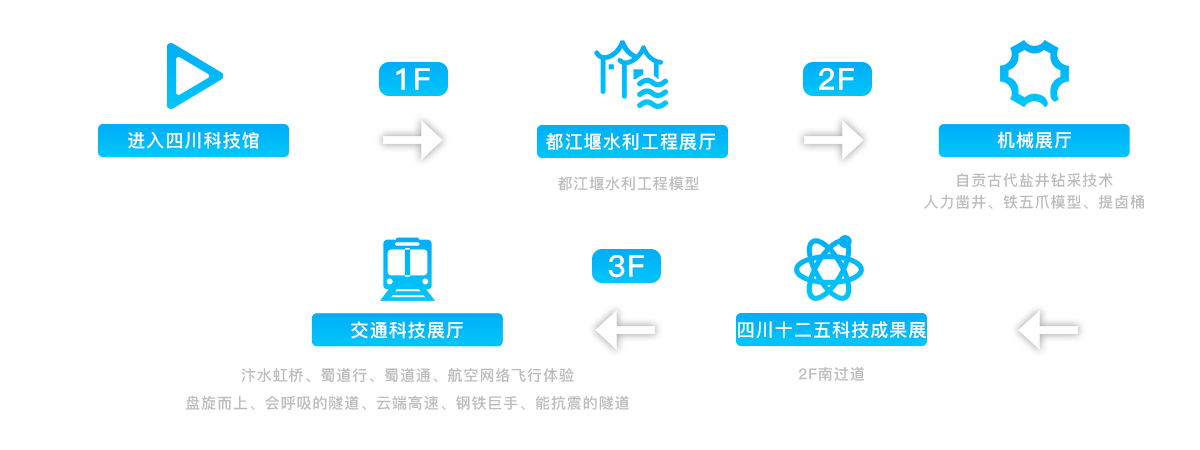 进入四川科技馆
1F
都江堰水利工程展厅
都江堰水利工程模型
2F
机械展厅
自贡古代盐井钻采技术
人力凿井、铁五爪模型、提卤桶
四川十二五科技成果展
2F南过道
3F
交通科技展厅
汴水虹桥、蜀道行、蜀道通、航空网络飞行体验
盘旋而上、会呼吸的隧道、云端高速、钢铁巨手、能抗震的隧道